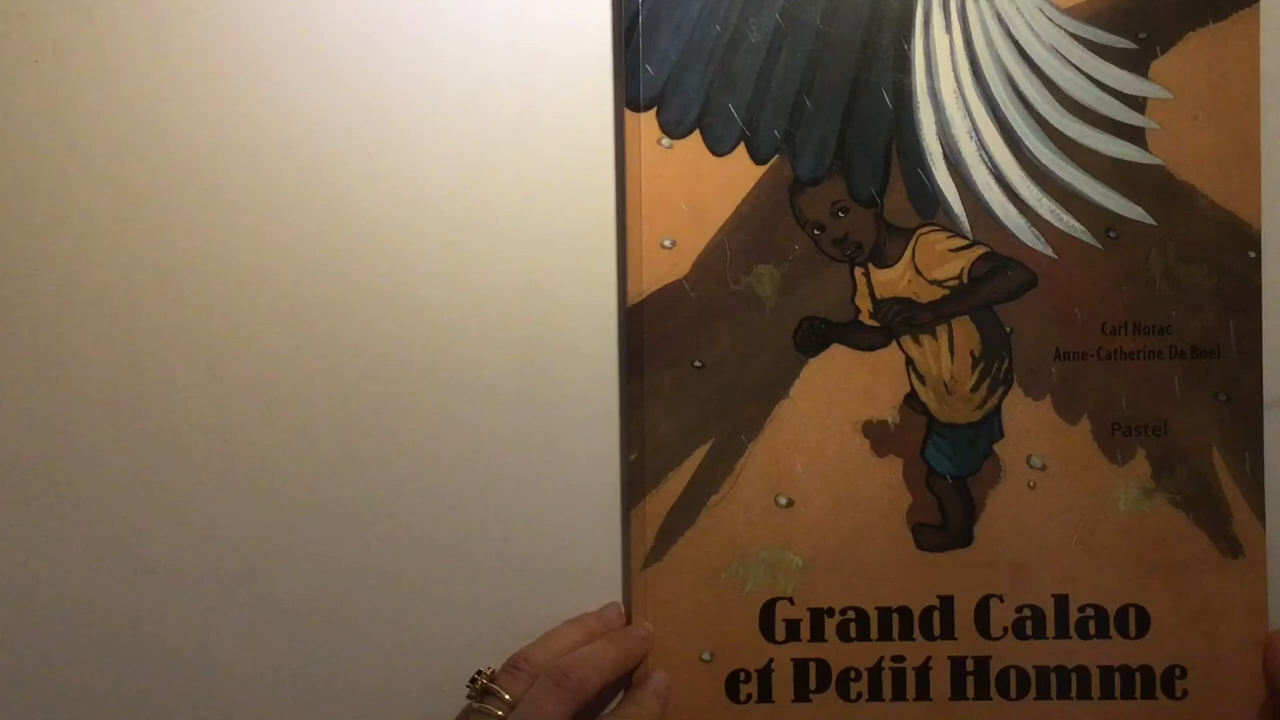 Carl Norac
Anne-Catherine De Boel
Pastel
Grand Calao
et Petit Homme